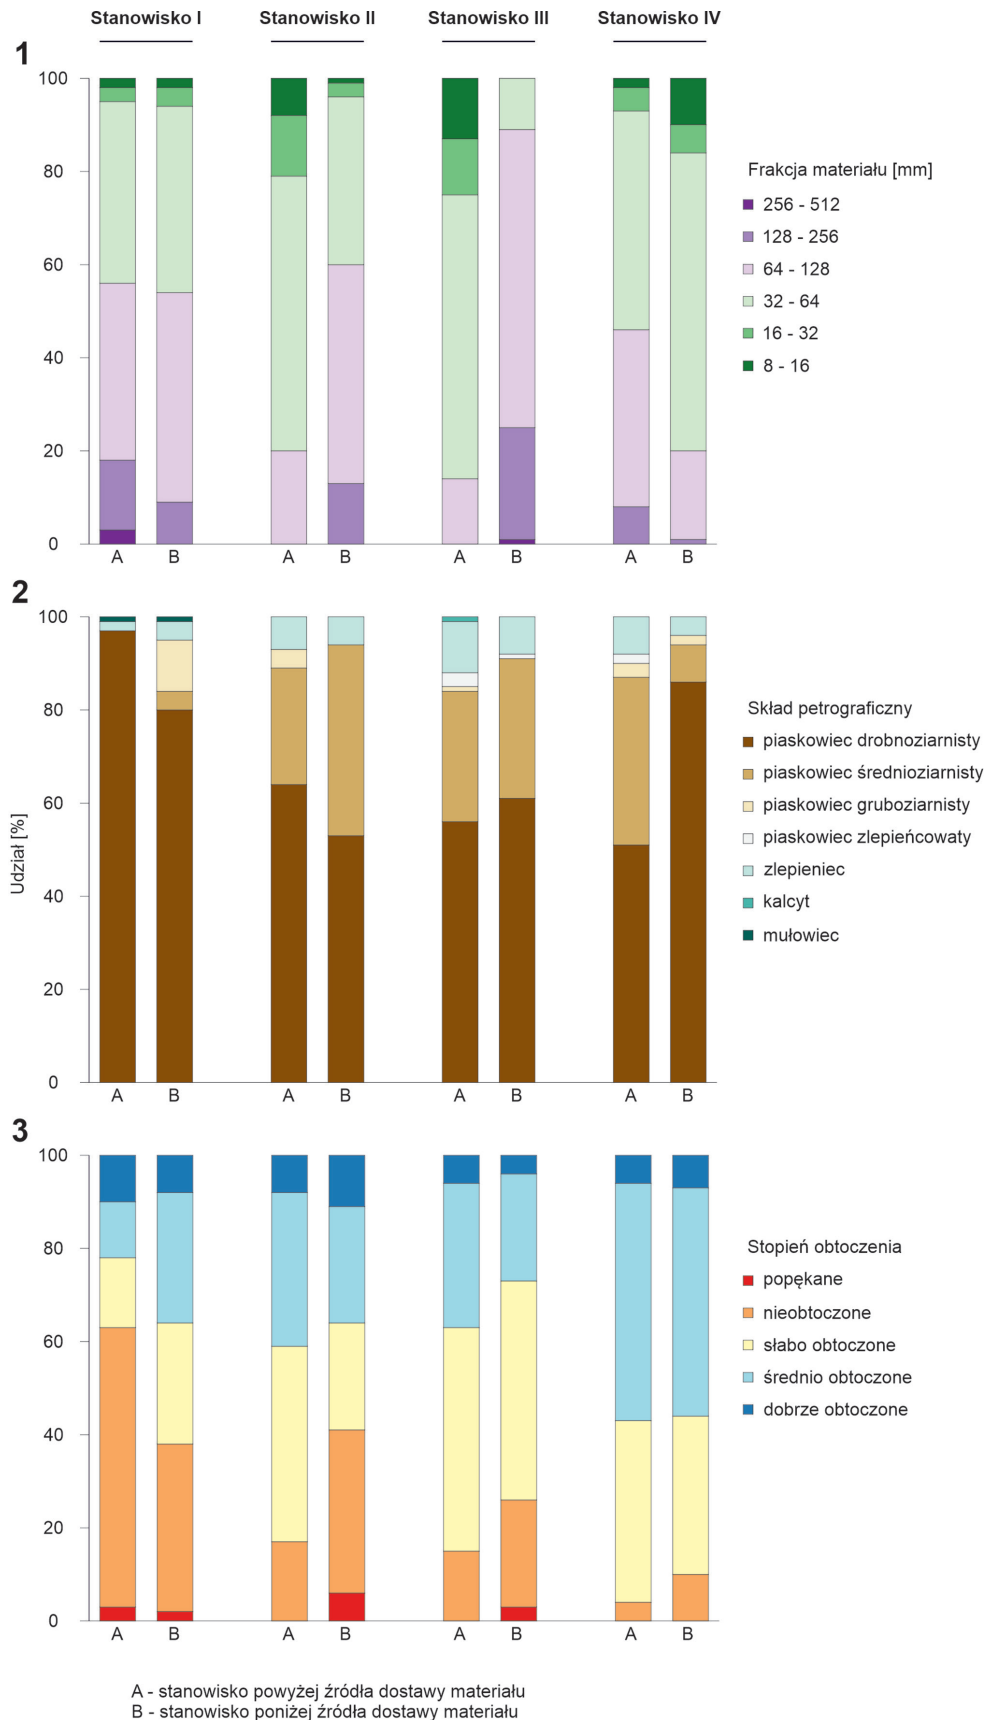 Stanowisko I Stanowisko II Stanowisko III Stanowisko IV
1
100
80
60
40
20
0
A B A B A B A B
Frakcja materiału [mm]
256 - 512
128 - 256
64 - 128
32 - 64
16 - 32
8 - 16
2
100
80
60
40
20
0
A B A B A B A B
Udział [%]
Skład petrograficzny
piaskowiec drobnoziarnisty
piaskowiec średnioziarnisty
piaskowiec gruboziarnisty
piaskowiec zlepieńcowaty
zlepieniec
kalcyt
mułowiec
3
100
80
60
40
20
0
A B A B A B A B
Stopień obtoczenia
popękane
nieobtoczone
słabo obtoczone
średnio obtoczone
dobrze obtoczone
A - stanowisko powyżej źródła dostawy materiału
B - stanowisko poniżej źródła dostawy materiału